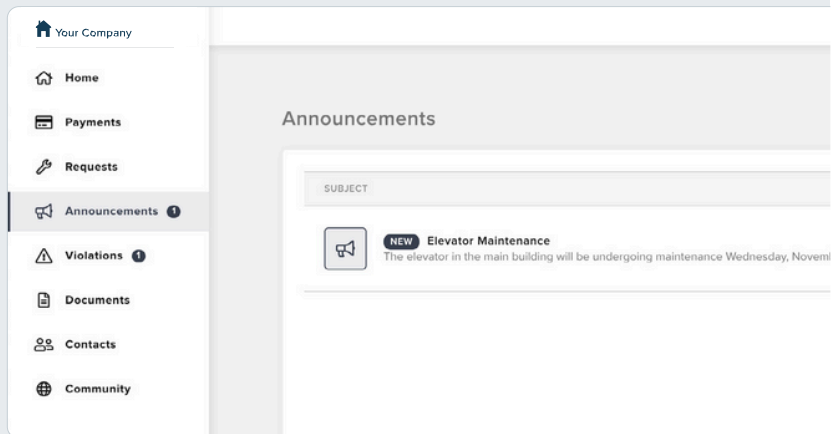 Your Company
Home
Payments
Requests
Announcements 1
Violations 1
Documents
Contacts
Community
Announcements
SUBJECT
NEW Elevator Maintenance
The elevator in the main building will be undergoing maintenance Wednesday, Novem